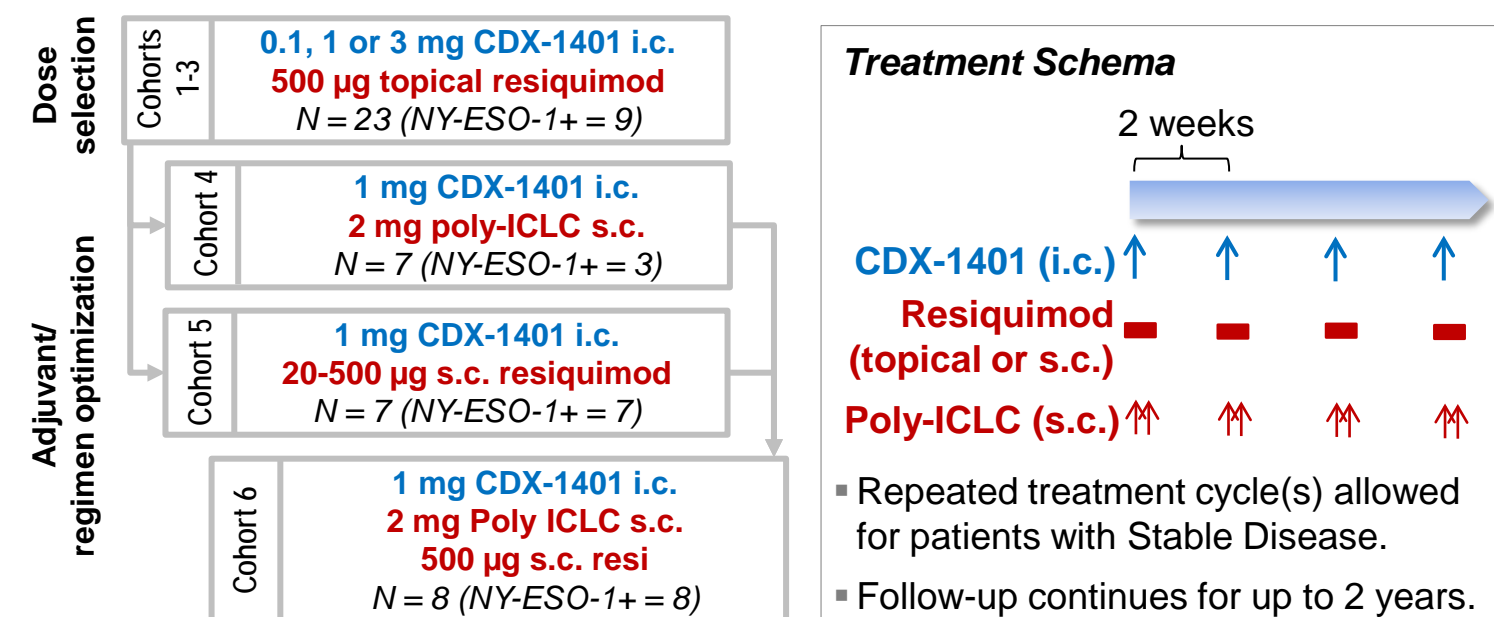 Dose
selection
Cohorts
1-3
0.1, 1 or 3 mg CDX-1401 i.c.
500 µg topical resiquimod
N = 23 (NY-ESO-1+ = 9)
Adjuvant/
regimen optimization
Cohort 4
1 mg CDX-1401 i.c.
2 mg poly-ICLC s.c.
N = 7 (NY-ESO-1+ = 3)
Cohort 5
1 mg CDX-1401 i.c.
20-500 µg s.c. resiquimod
N = 7 (NY-ESO-1+ = 7)
Cohort 6
1 mg CDX-1401 i.c.
2 mg Poly ICLC s.c.
500 µg s.c. resi
N = 8 (NY-ESO-1+ = 8)
Treatment Schema
2 weeks
CDX-1401 (i.c.)
Resiquimod
(topical or s.c.)
Poly-ICLC (s.c.)
▪ Repeated treatment cycle(s) allowed
for patients with Stable Disease.
▪ Follow-up continues for up to 2 years.